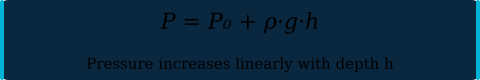 P = P₀ + ρ·g·h
Pressure increases linearly with depth h